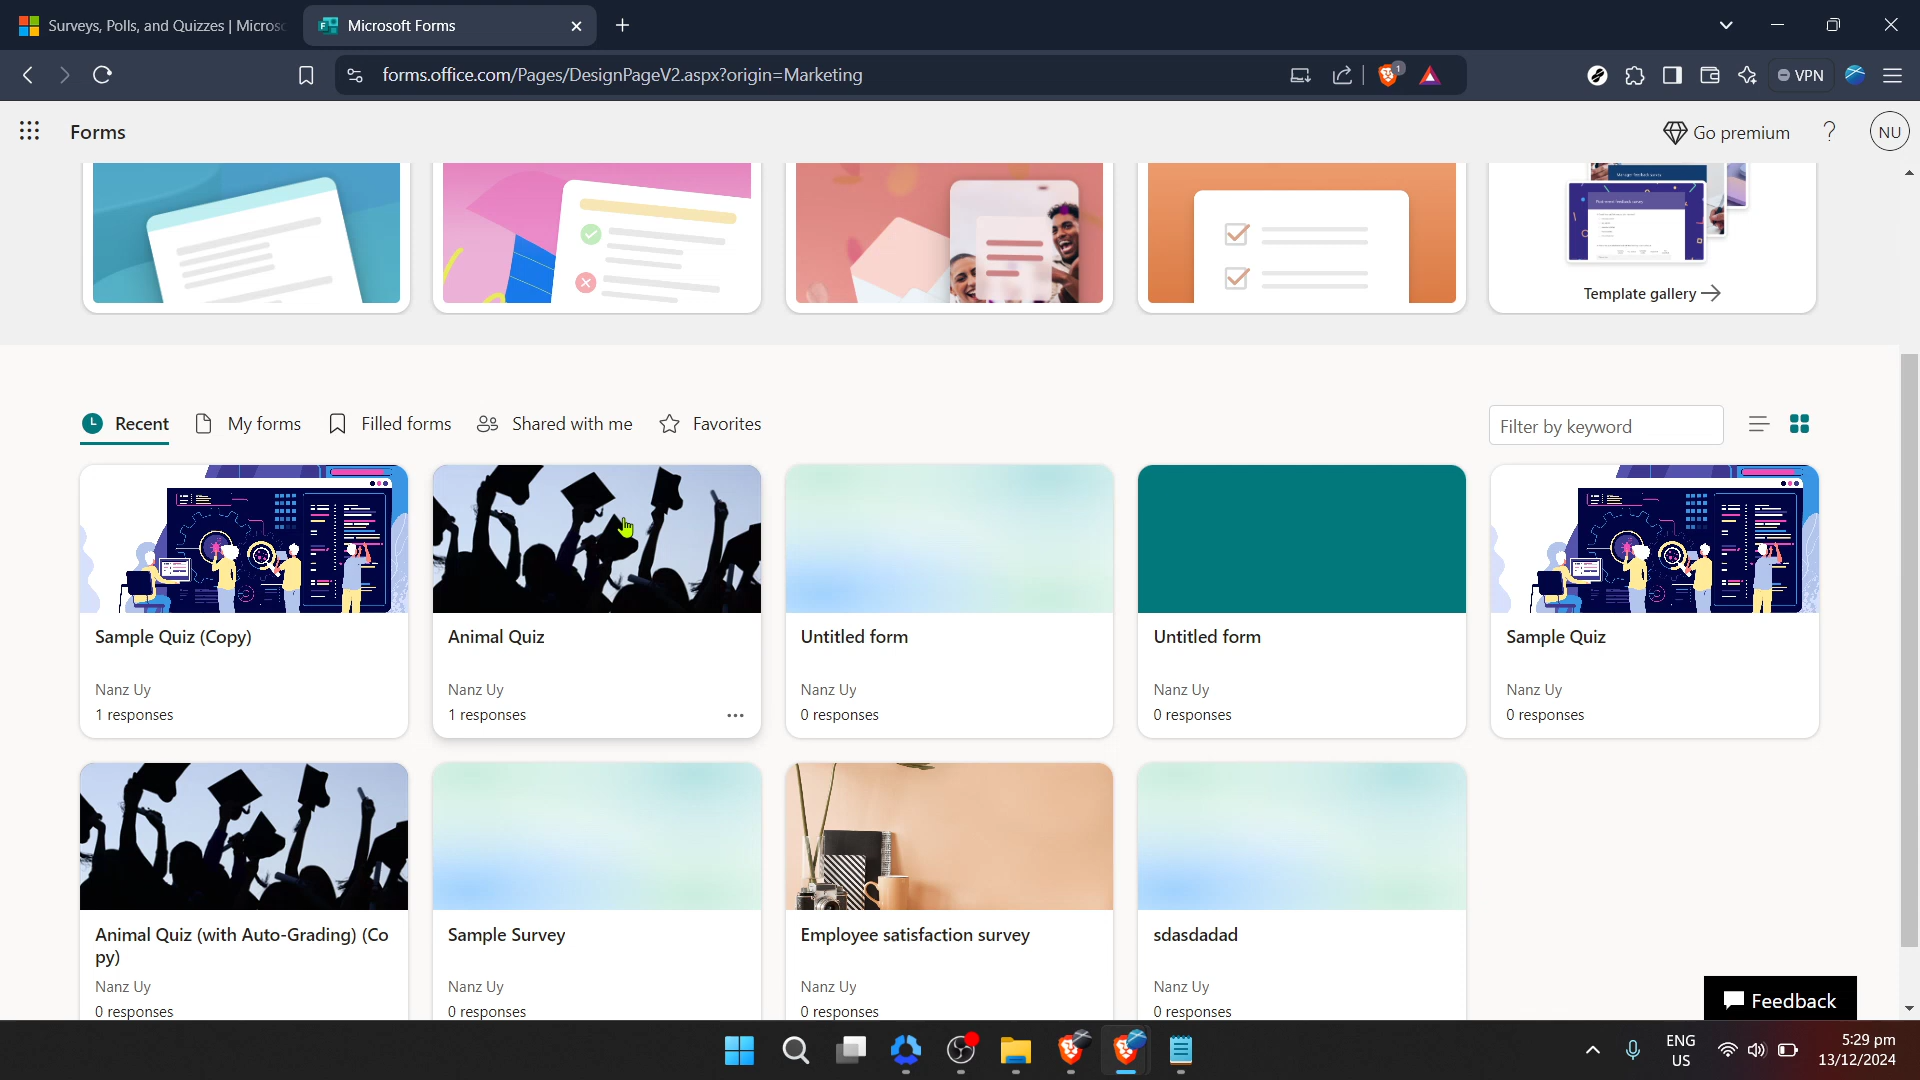 Surveys, Polls, and Quizzes | Micros
Microsoft Forms
forms.office.com/Pages/DesignPageV2.aspx?origin=Marketing
1
VPN
Forms
Go premium
?
NU
Template gallery
Recent
My forms
Filled forms
Shared with me
Favorites
Filter by keyword
Sample Quiz (Copy)
Nanz Uy
1 responses
Animal Quiz
Nanz Uy
1 responses
Untitled form
Nanz Uy
0 responses
Untitled form
Nanz Uy
0 responses
Sample Quiz
Nanz Uy
0 responses
Animal Quiz (with Auto-Grading) (Co
py)
Nanz Uy
0 responses
Sample Survey
Nanz Uy
0 responses
Employee satisfaction survey
Nanz Uy
0 responses
sdasdadad
Nanz Uy
0 responses
Feedback
ENG
US
5:29 pm
13/12/2024